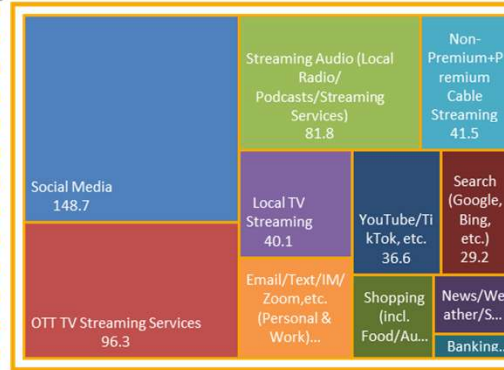 Social Media
148.7
OTT TV Streaming Services
96.3
Streaming Audio (Local
Radio/
Podcasts/Streaming
Services)
81.8
Non-
Premium+P
remium
Cable
Streaming
41.5
Local TV
Streaming
40.1
YouTube/Ti
kTok, etc.
36.6
Search
(Google,
Bing,
etc.)
29.2
Email/Text/IM/
Zoom,etc.
(Personal &
Work)...
Shopping
(incl.
Food/Au...
News/We
ather/S...
Banking...